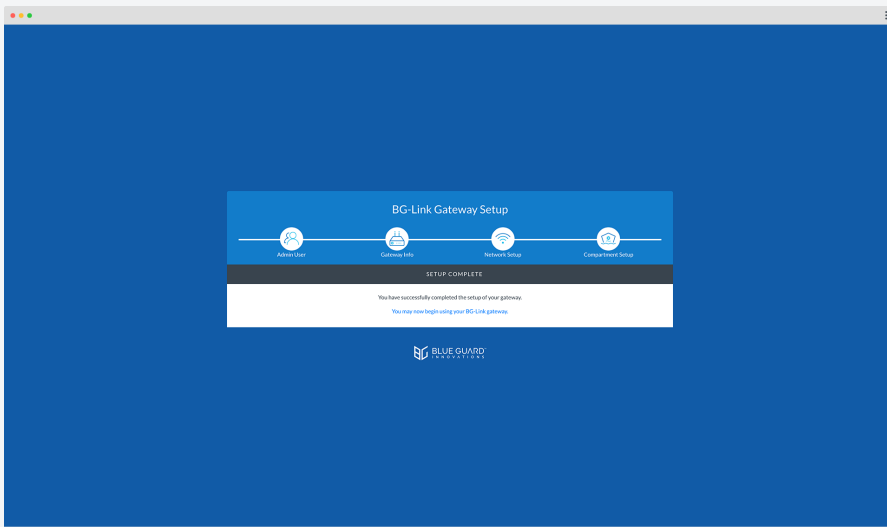 BG-Link Gateway Setup
Admin User
Gateway Info
Network Setup
Compartment Setup
SETUP COMPLETE
You have successfully completed the setup of your gateway.
You may now begin using your BG-Link gateway.
BLUE GUARD
INNOVATIONS